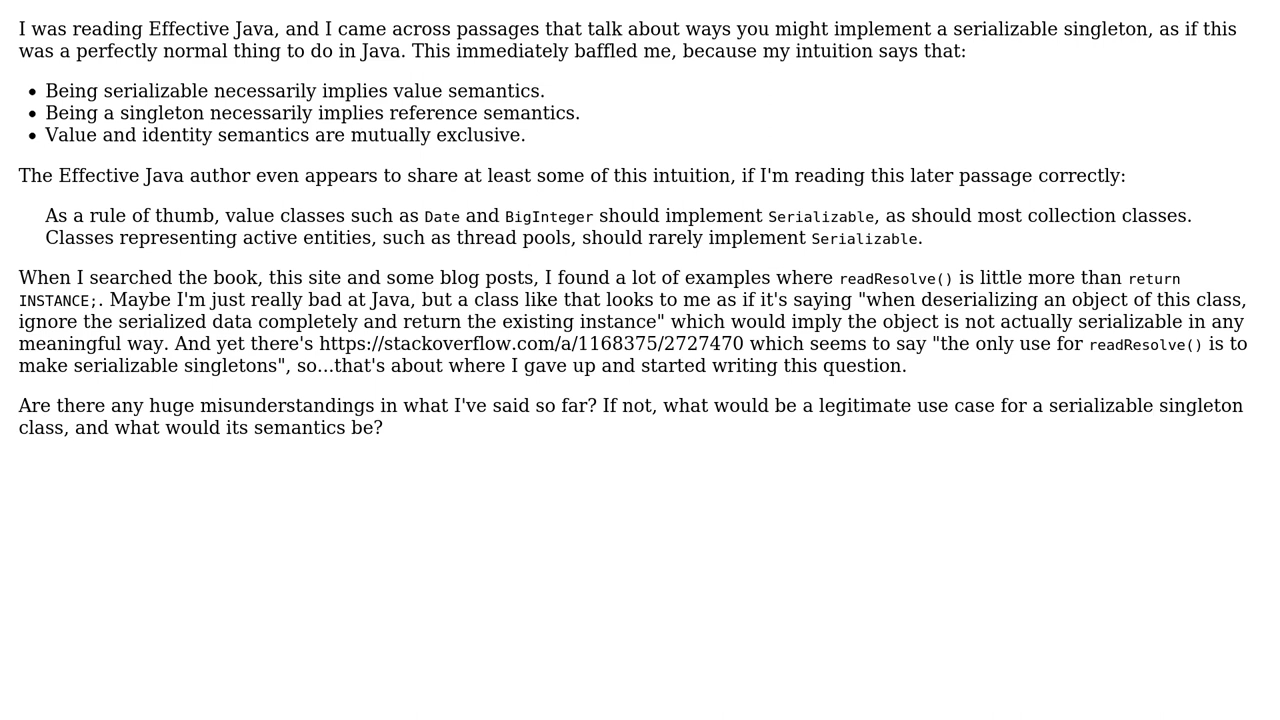 I was reading Effective Java, and I came across passages that talk about ways you might implement a serializable singleton, as if this
was a perfectly normal thing to do in Java. This immediately baffled me, because my intuition says that:
• Being serializable necessarily implies value semantics.
• Being a singleton necessarily implies reference semantics.
• Value and identity semantics are mutually exclusive.
The Effective Java author even appears to share at least some of this intuition, if I'm reading this later passage correctly:
As a rule of thumb, value classes such as Date and BigInteger should implement Serializable, as should most collection classes.
Classes representing active entities, such as thread pools, should rarely implement Serializable.
When I searched the book, this site and some blog posts, I found a lot of examples where readResolve() is little more than return
INSTANCE;. Maybe I'm just really bad at Java, but a class like that looks to me as if it's saying "when deserializing an object of this class,
ignore the serialized data completely and return the existing instance" which would imply the object is not actually serializable in any
meaningful way. And yet there's https://stackoverflow.com/a/1168375/2727470 which seems to say "the only use for readResolve() is to
make serializable singletons", so...that's about where I gave up and started writing this question.
Are there any huge misunderstandings in what I've said so far? If not, what would be a legitimate use case for a serializable singleton
class, and what would its semantics be?